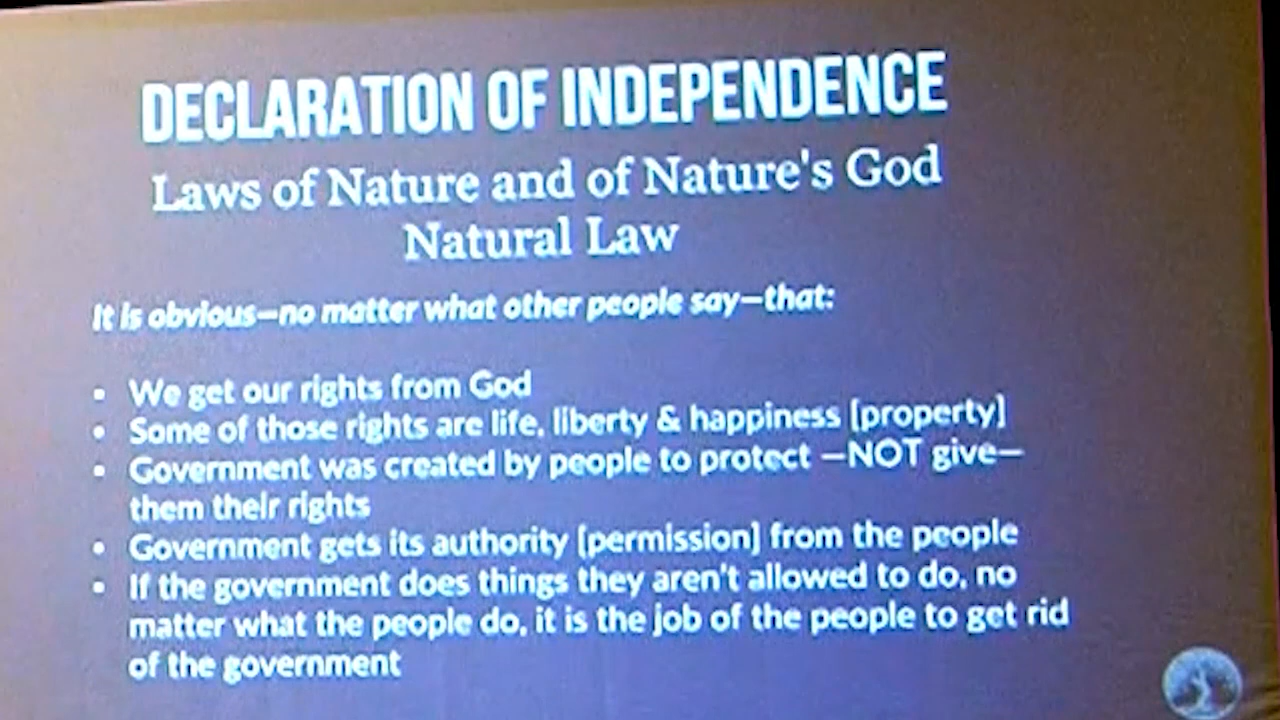 DECLARATION OF INDEPENDENCE
Laws of Nature and of Nature's God
Natural Law
It is obvious—no matter what other people say—that:
• We get our rights from God
• Some of those rights are life, liberty & happiness [property]
• Government was created by people to protect —NOT give—
them their rights
• Government gets its authority [permission] from the people
• If the government does things they aren't allowed to do, no
matter what the people do, it is the job of the people to get rid
of the government